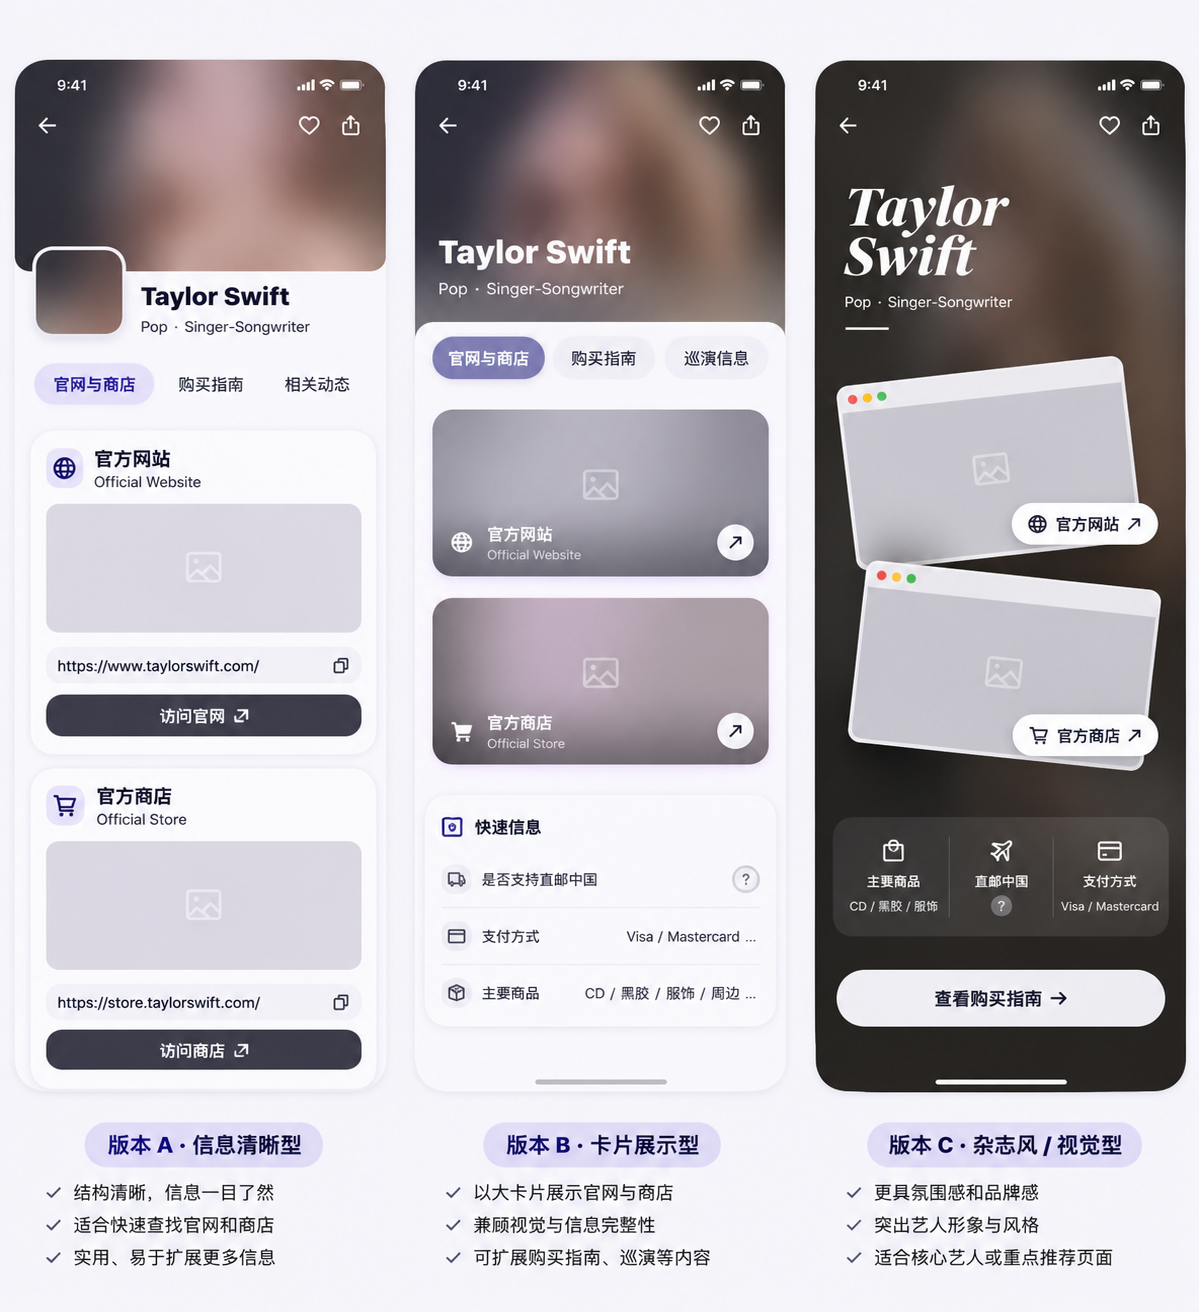 9:41
Taylor Swift
Pop · Singer-Songwriter
官网与商店
购买指南
相关动态
官方网站
Official Website
https://www.taylorswift.com/
访问官网
官方商店
Official Store
https://store.taylorswift.com/
访问商店
版本 A · 信息清晰型
结构清晰，信息一目了然
适合快速查找官网和商店
实用、易于扩展更多信息
9:41
Taylor Swift
Pop · Singer-Songwriter
官网与商店
购买指南
巡演信息
官方网站
Official Website
官方商店
Official Store
快速信息
是否支持直邮中国 ?
支付方式 Visa / Mastercard ...
主要商品 CD / 黑胶 / 服饰 / 周边 ...
版本 B · 卡片展示型
以大卡片展示官网与商店
兼顾视觉与信息完整性
可扩展购买指南、巡演等内容
9:41
Taylor
Swift
Pop · Singer-Songwriter
官方网站
官方商店
主要商品
CD / 黑胶 / 服饰
直邮中国
?
支付方式
Visa / Mastercard
查看购买指南
版本 C · 杂志风 / 视觉型
更具氛围感和品牌感
突出艺人形象与风格
适合核心艺人或重点推荐页面